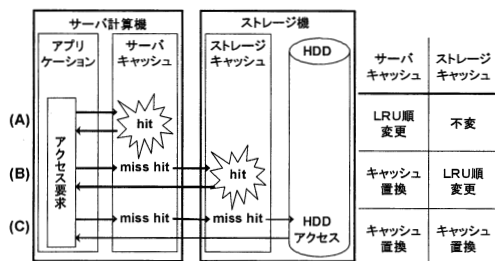 サーバ計算機
ストレージ機
アプリ
ケーション
サーバ
キャッシュ
ストレージ
キャッシュ
HDD
サーバ
キャッシュ
ストレージ
キャッシュ
(A)
アクセス要求
hit
LRU順
変更
不変
(B)
miss hit
hit
キャッシュ
置換
LRU順
変更
(C)
miss hit
miss hit
HDD
アクセス
キャッシュ
置換
キャッシュ
置換